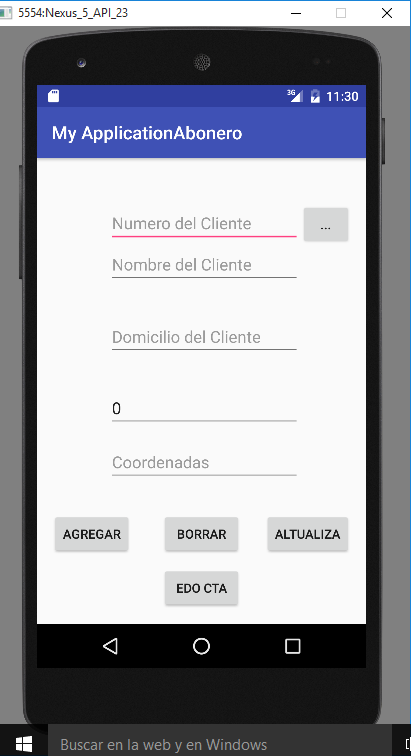 5554:Nexus_5_API_23
3G 11:30
My ApplicationAbonero
Numero del Cliente ...
Nombre del Cliente
Domicilio del Cliente
0
Coordenadas
AGREGAR BORRAR ALTUALIZA
EDO CTA
Buscar en la web y en Windows